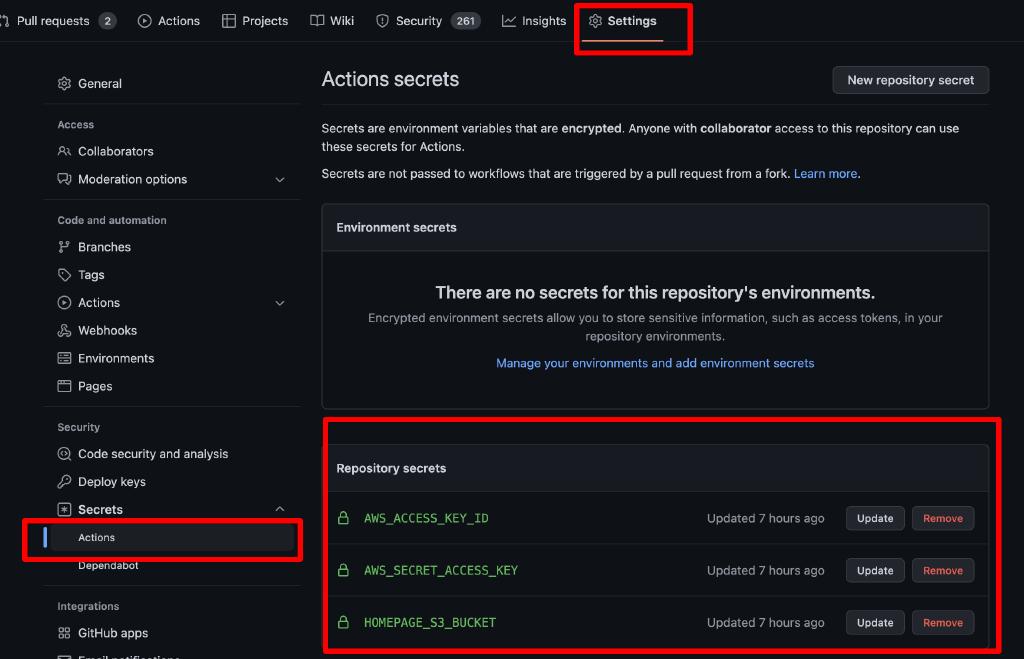 Pull requests 2 Actions Projects Wiki Security 261 Insights Settings
General
Access
Collaborators
Moderation options
Code and automation
Branches
Tags
Actions
Webhooks
Environments
Pages
Security
Code security and analysis
Deploy keys
Secrets
Actions
Dependabot
Integrations
GitHub apps
Email notifications
Actions secrets
New repository secret
Secrets are environment variables that are encrypted. Anyone with collaborator access to this repository can use
these secrets for Actions.
Secrets are not passed to workflows that are triggered by a pull request from a fork. Learn more.
Environment secrets
There are no secrets for this repository's environments.
Encrypted environment secrets allow you to store sensitive information, such as access tokens, in your
repository environments.
Manage your environments and add environment secrets
Repository secrets
AWS_ACCESS_KEY_ID Updated 7 hours ago Update Remove
AWS_SECRET_ACCESS_KEY Updated 7 hours ago Update Remove
HOMEPAGE_S3_BUCKET Updated 7 hours ago Update Remove